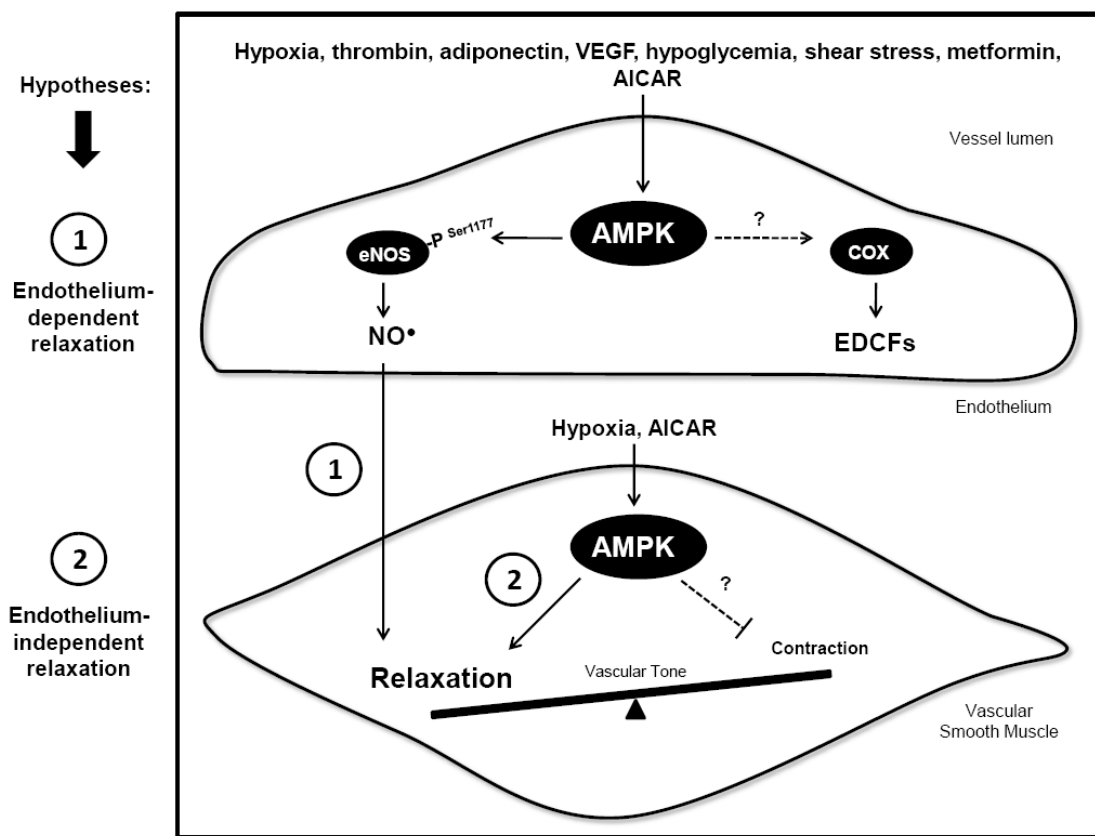 Hypotheses:
Hypoxia, thrombin, adiponectin, VEGF, hypoglycemia, shear stress, metformin,
AICAR
Vessel lumen
1
Endothelium-
dependent
relaxation
eNOS
-P Ser1177
AMPK
?
COX
NO•
EDCFs
Endothelium
Hypoxia, AICAR
1
2
Endothelium-
independent
relaxation
AMPK
2
?
Contraction
Relaxation
Vascular Tone
Vascular
Smooth Muscle